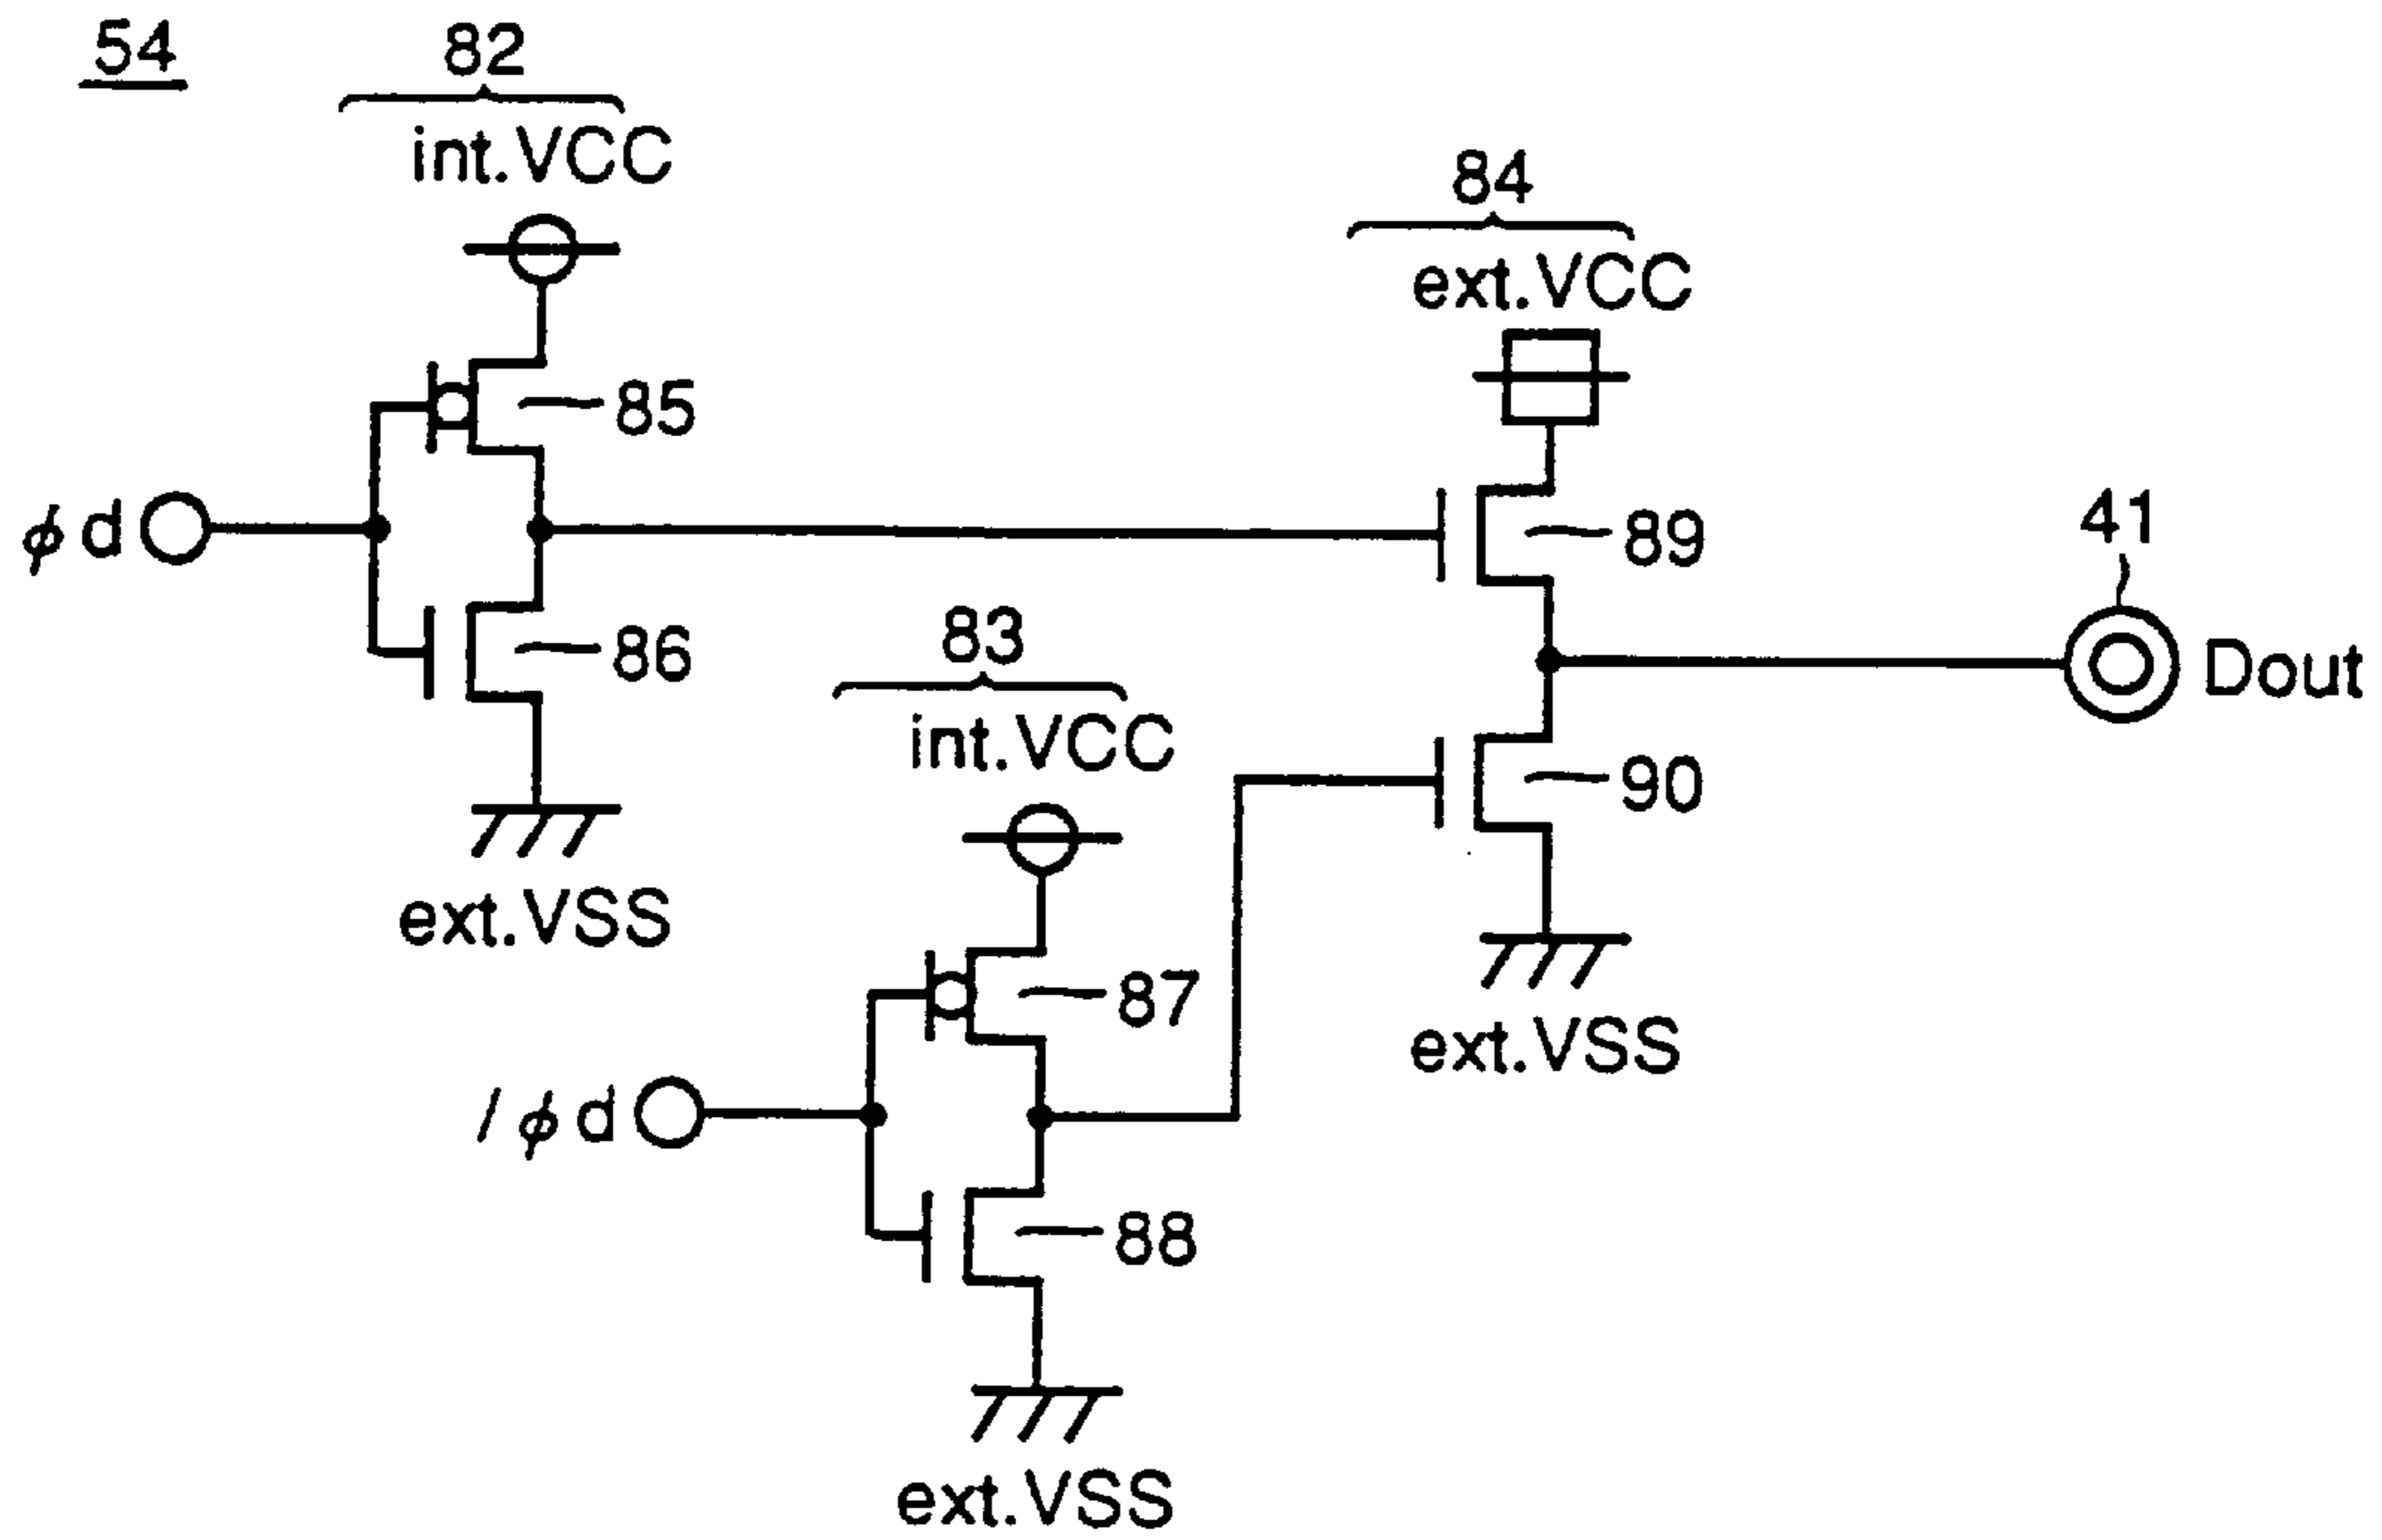 54
82
int.VCC
84
ext.VCC
85
89
41
φd
86
83
Dout
int.VCC
90
ext.VSS
87
ext.VSS
/φd
88
ext.VSS